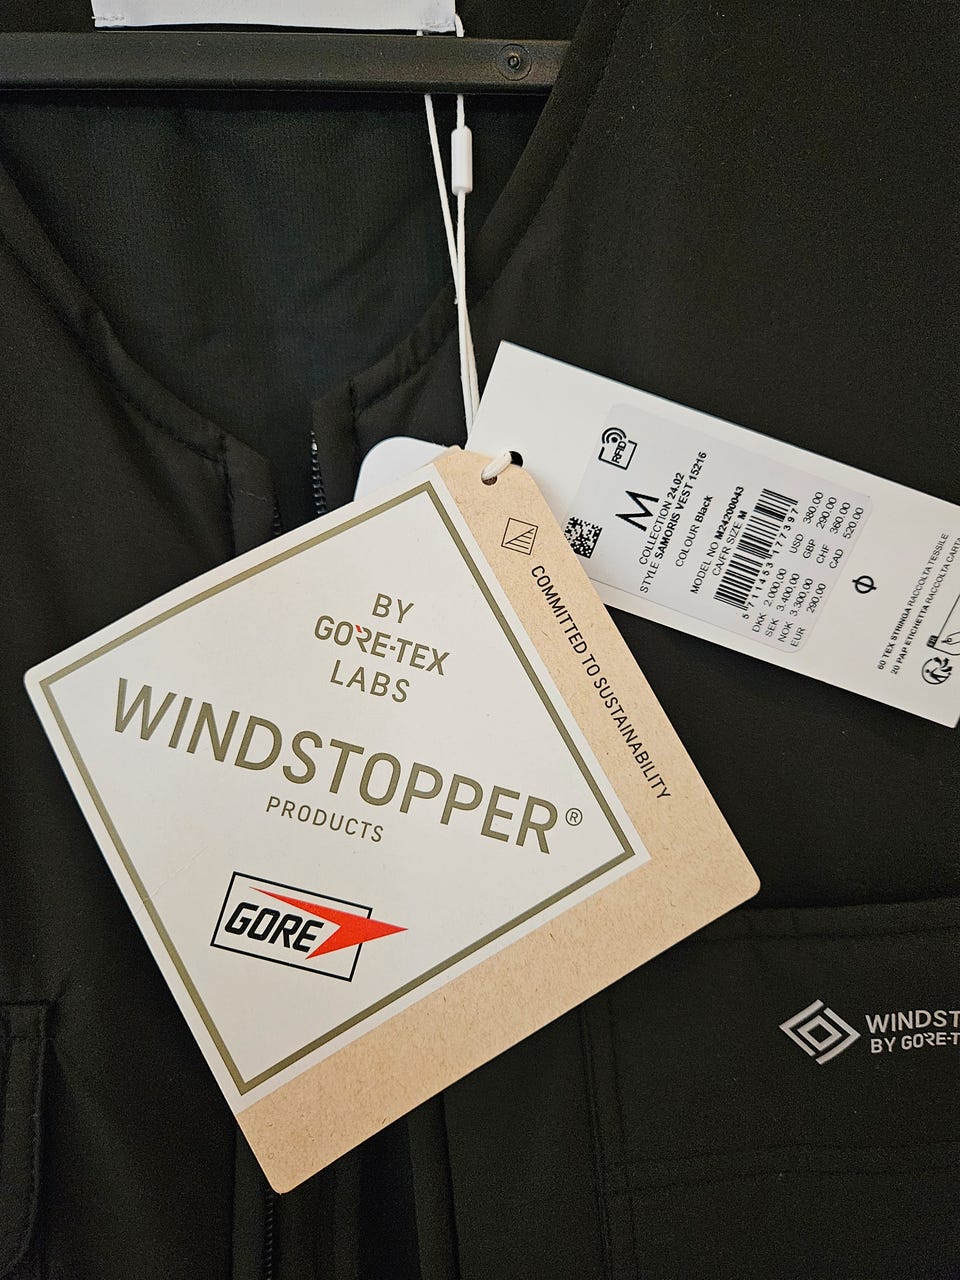 BY
GORE-TEX
LABS
WINDSTOPPER®
PRODUCTS
GORE
COMMITTED TO SUSTAINABILITY
RFID
M
COLLECTION 24.02
STYLE SAMORIS VEST 15216
COLOUR Black
MODEL NO M24200043
CA/FR SIZE M
5 711453 177397
DKK 2.000,00 USD 380.00
SEK 3.400,00 GBP 290.00
NOK 3.300,00 CHF 360.00
EUR 290,00 CAD 520.00
60 TEX STRINGA RACCOLTA TESSILE
20 PAP ETICHETTA RACCOLTA CARTA
WINDST
BY GORE-T